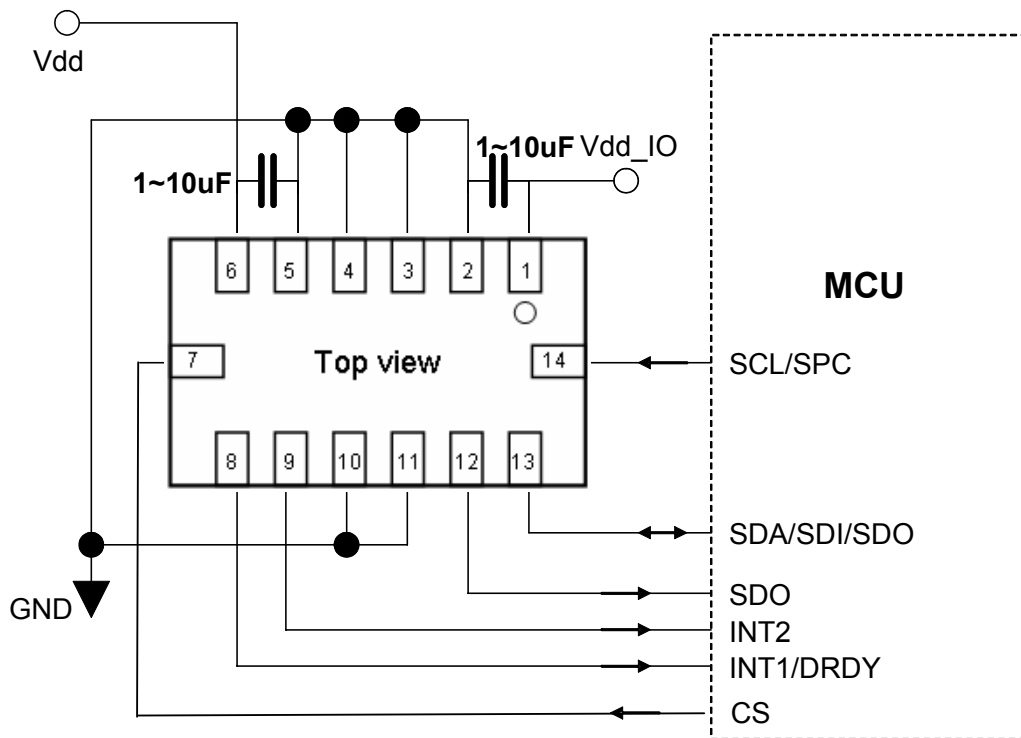 Vdd
1~10uF Vdd_IO
1~10uF
6 5 4 3 2 1
MCU
7 Top view 14
SCL/SPC
8 9 10 11 12 13
SDA/SDI/SDO
SDO
GND
INT2
INT1/DRDY
CS